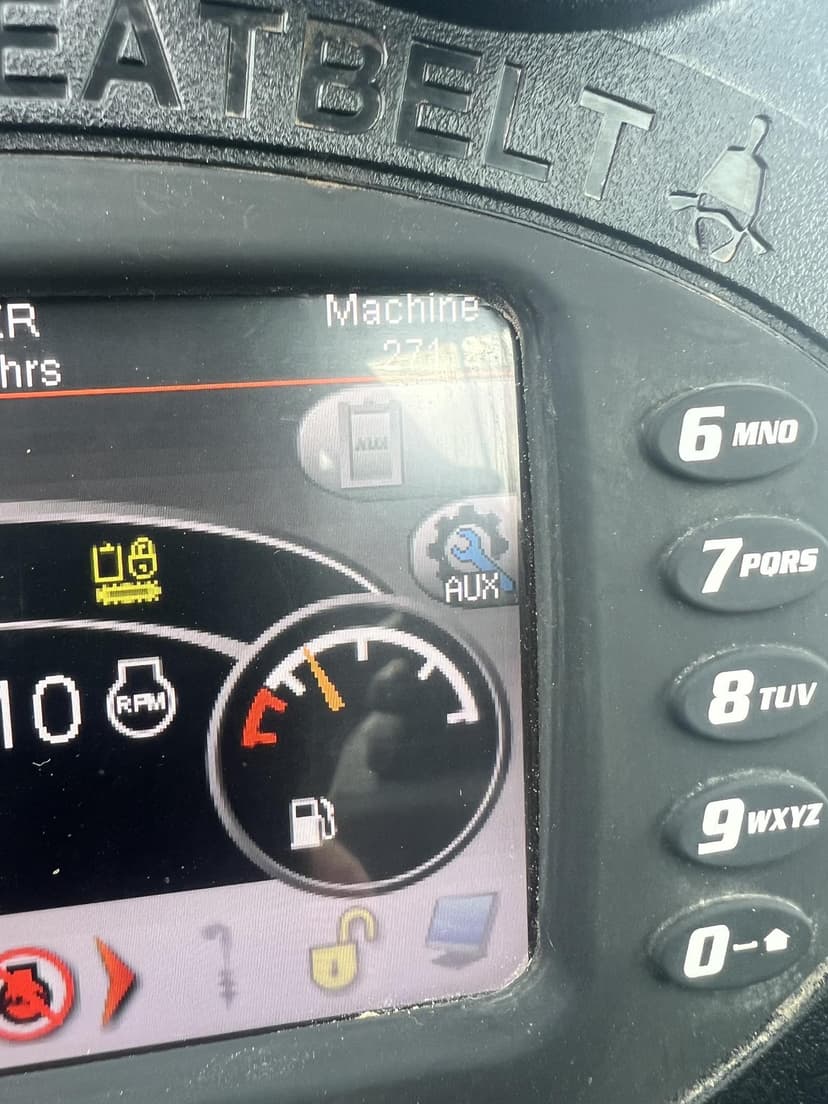 EATBELT
ER
Machine
hrs
AUX
AUX
10
RPM
6 MNO
7 PQRS
8 TUV
9 WXYZ
0 -